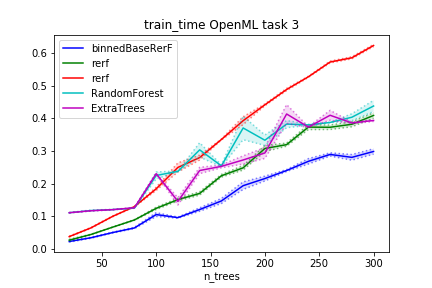 train_time OpenML task 3
binnedBaseRerF
rerf
rerf
RandomForest
ExtraTrees
0.6
0.5
0.4
0.3
0.2
0.1
0.0
50 100 150 200 250 300
n_trees